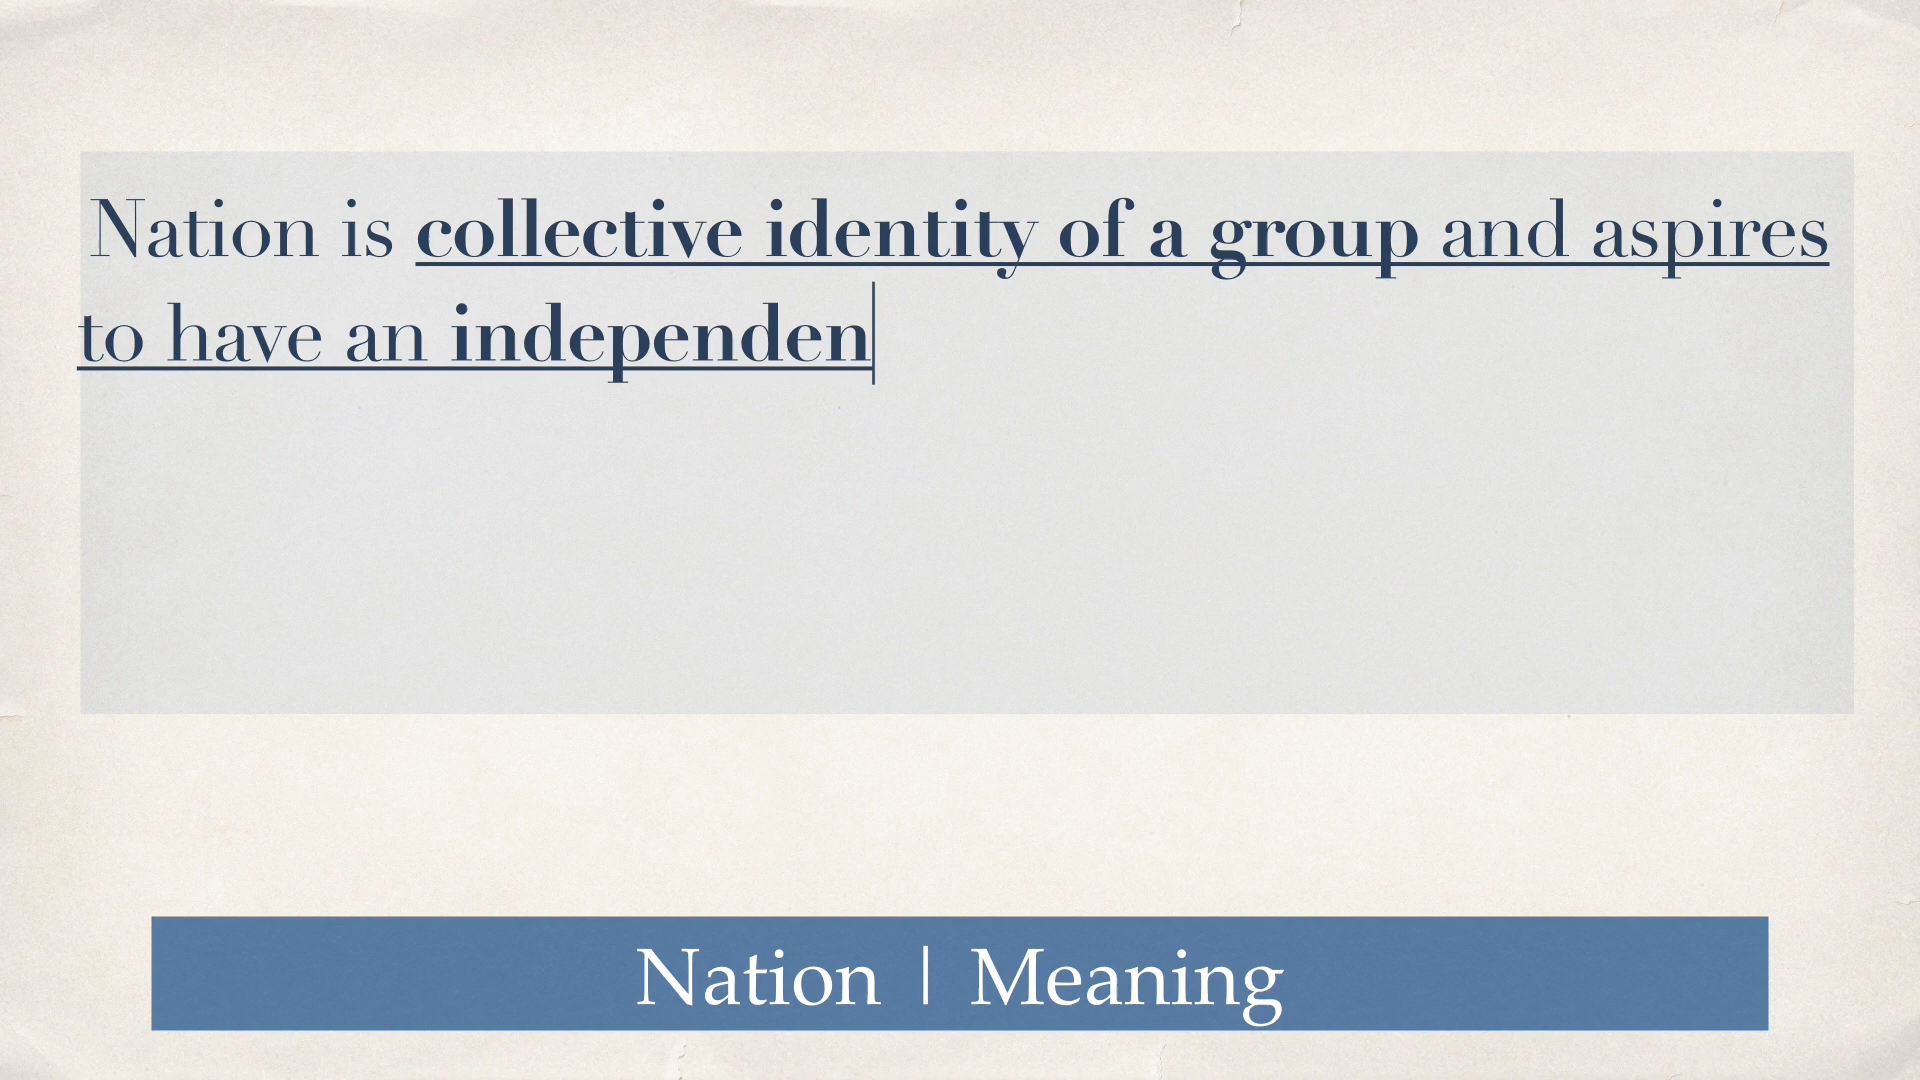 Nation is collective identity of a group and aspires
to have an independen
Nation | Meaning